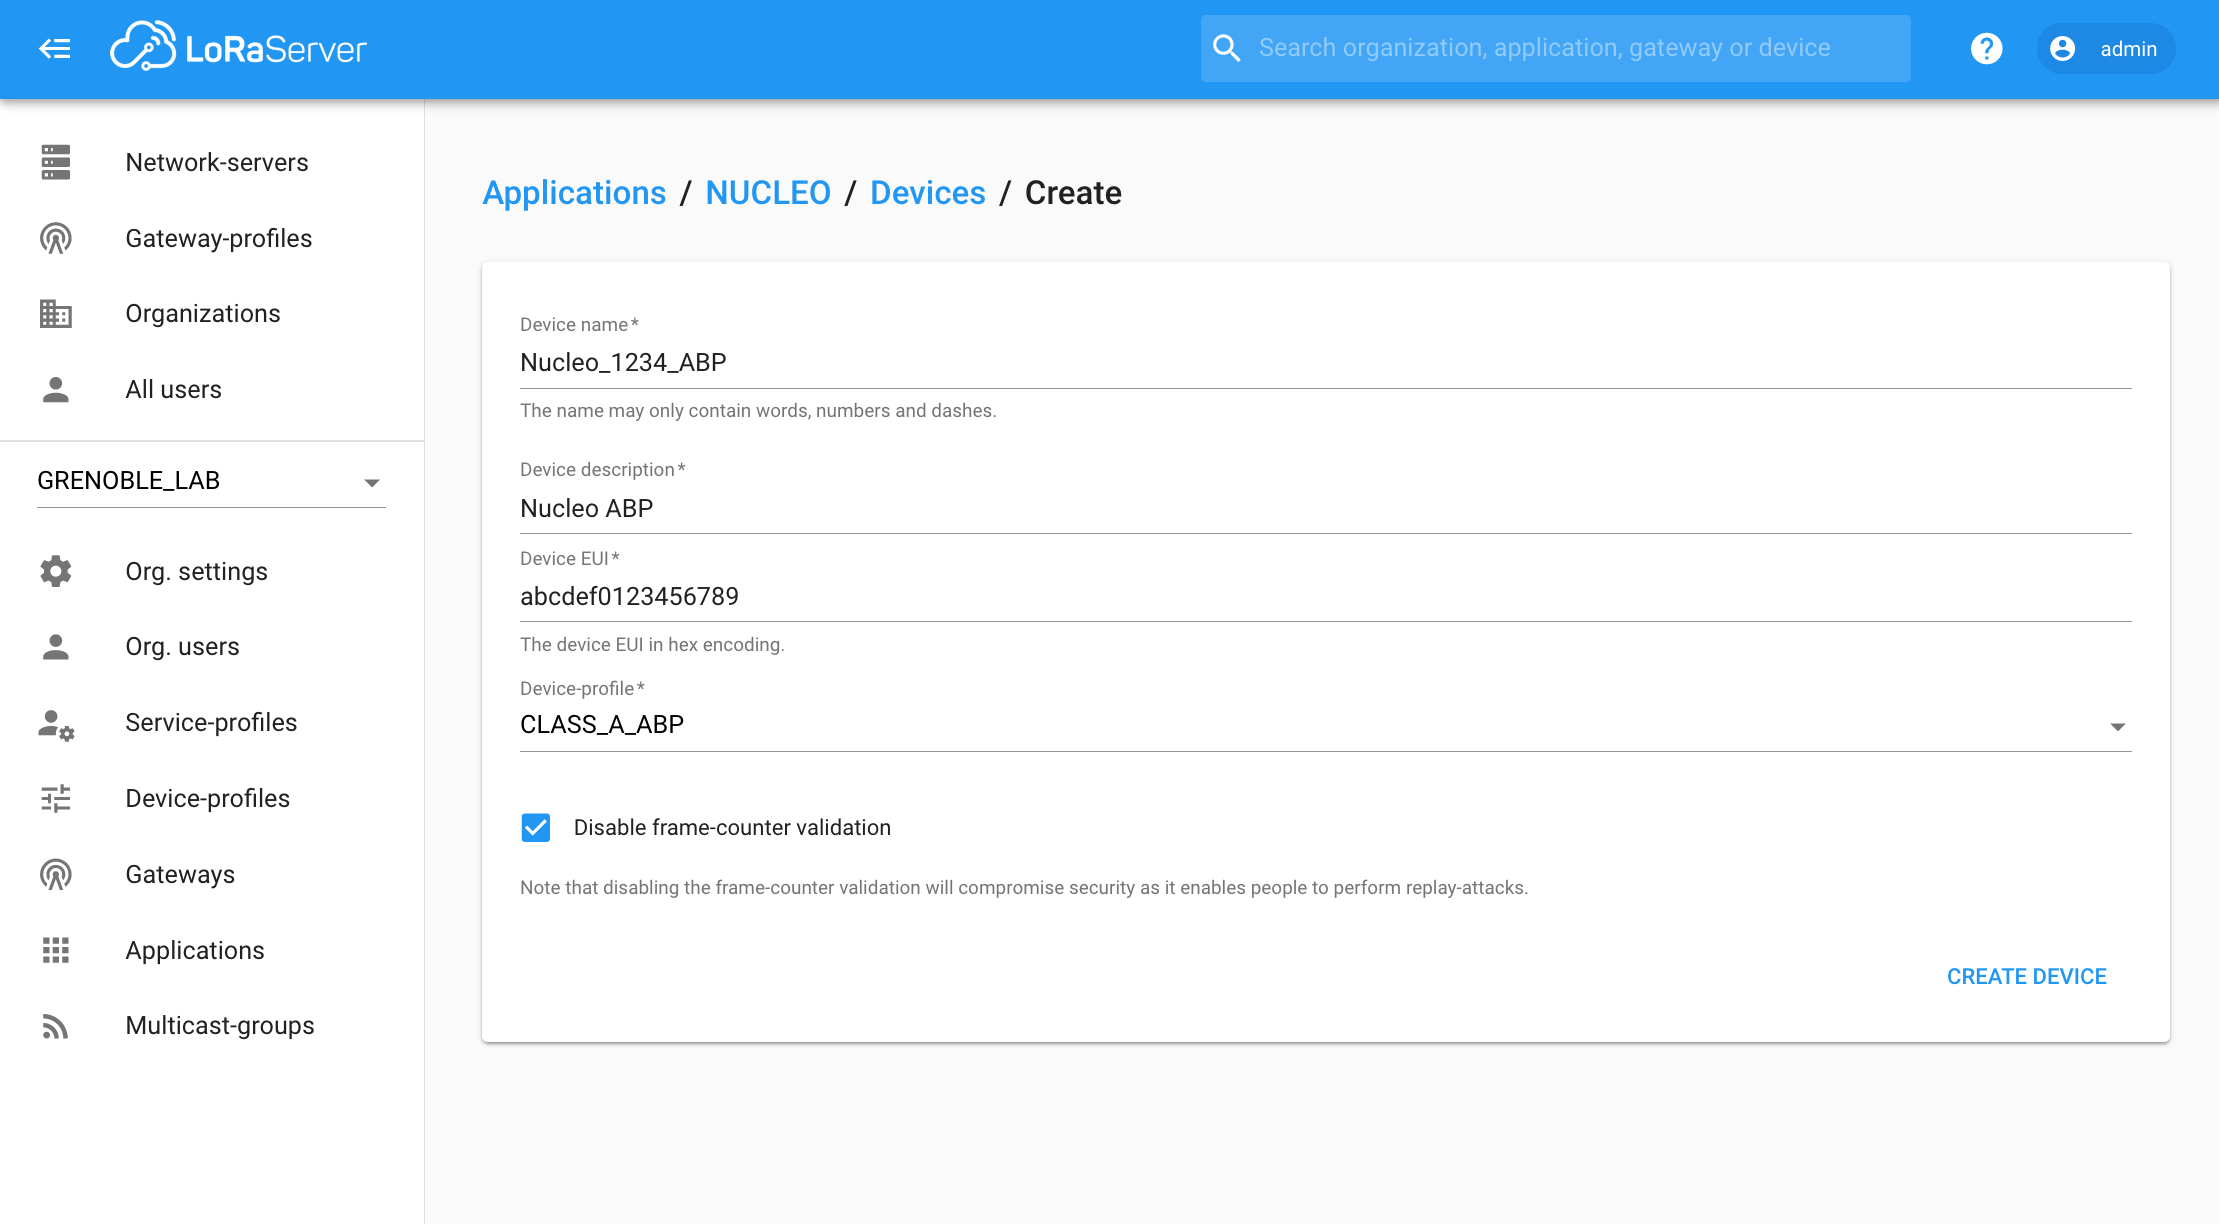 LoRaServer
Search organization, application, gateway or device
admin
Network-servers
Gateway-profiles
Organizations
All users
GRENOBLE_LAB
Org. settings
Org. users
Service-profiles
Device-profiles
Gateways
Applications
Multicast-groups
Applications / NUCLEO / Devices / Create
Device name *
Nucleo_1234_ABP
The name may only contain words, numbers and dashes.
Device description *
Nucleo ABP
Device EUI *
abcdef0123456789
The device EUI in hex encoding.
Device-profile *
CLASS_A_ABP
Disable frame-counter validation
Note that disabling the frame-counter validation will compromise security as it enables people to perform replay-attacks.
CREATE DEVICE